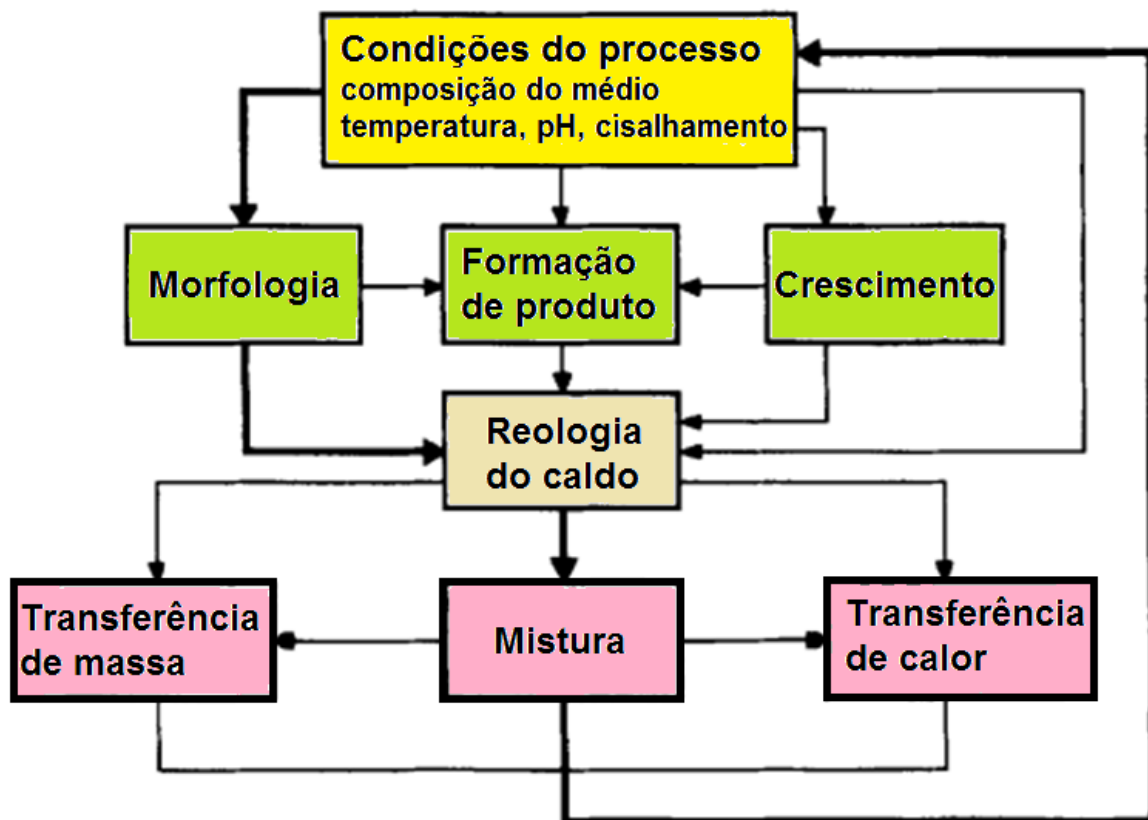 Condições do processo
composição do médio
temperatura, pH, cisalhamento
Morfologia
Formação
de produto
Crescimento
Reologia
do caldo
Transferência
de massa
Mistura
Transferência
de calor